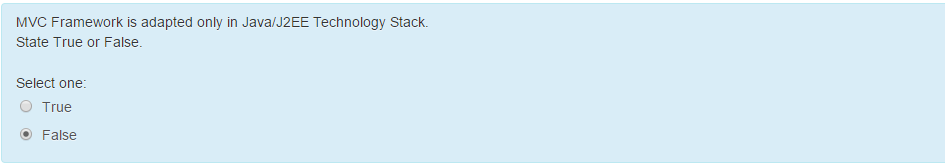 MVC Framework is adapted only in Java/J2EE Technology Stack.
State True or False.
Select one:
True
False